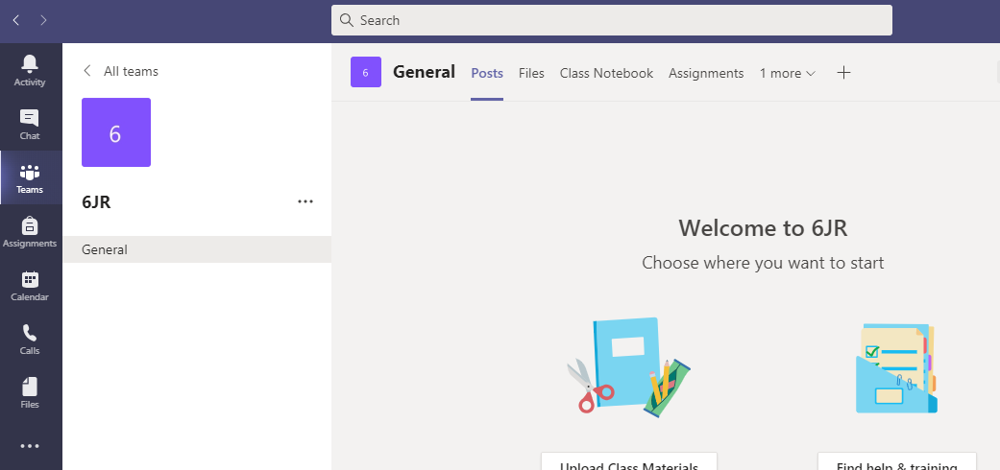 Search
Activity
Chat
Teams
Assignments
Calendar
Calls
Files
All teams
6
6JR
General
6
General Posts Files Class Notebook Assignments 1 more
Welcome to 6JR
Choose where you want to start
Upload Class Materials
Find help & training